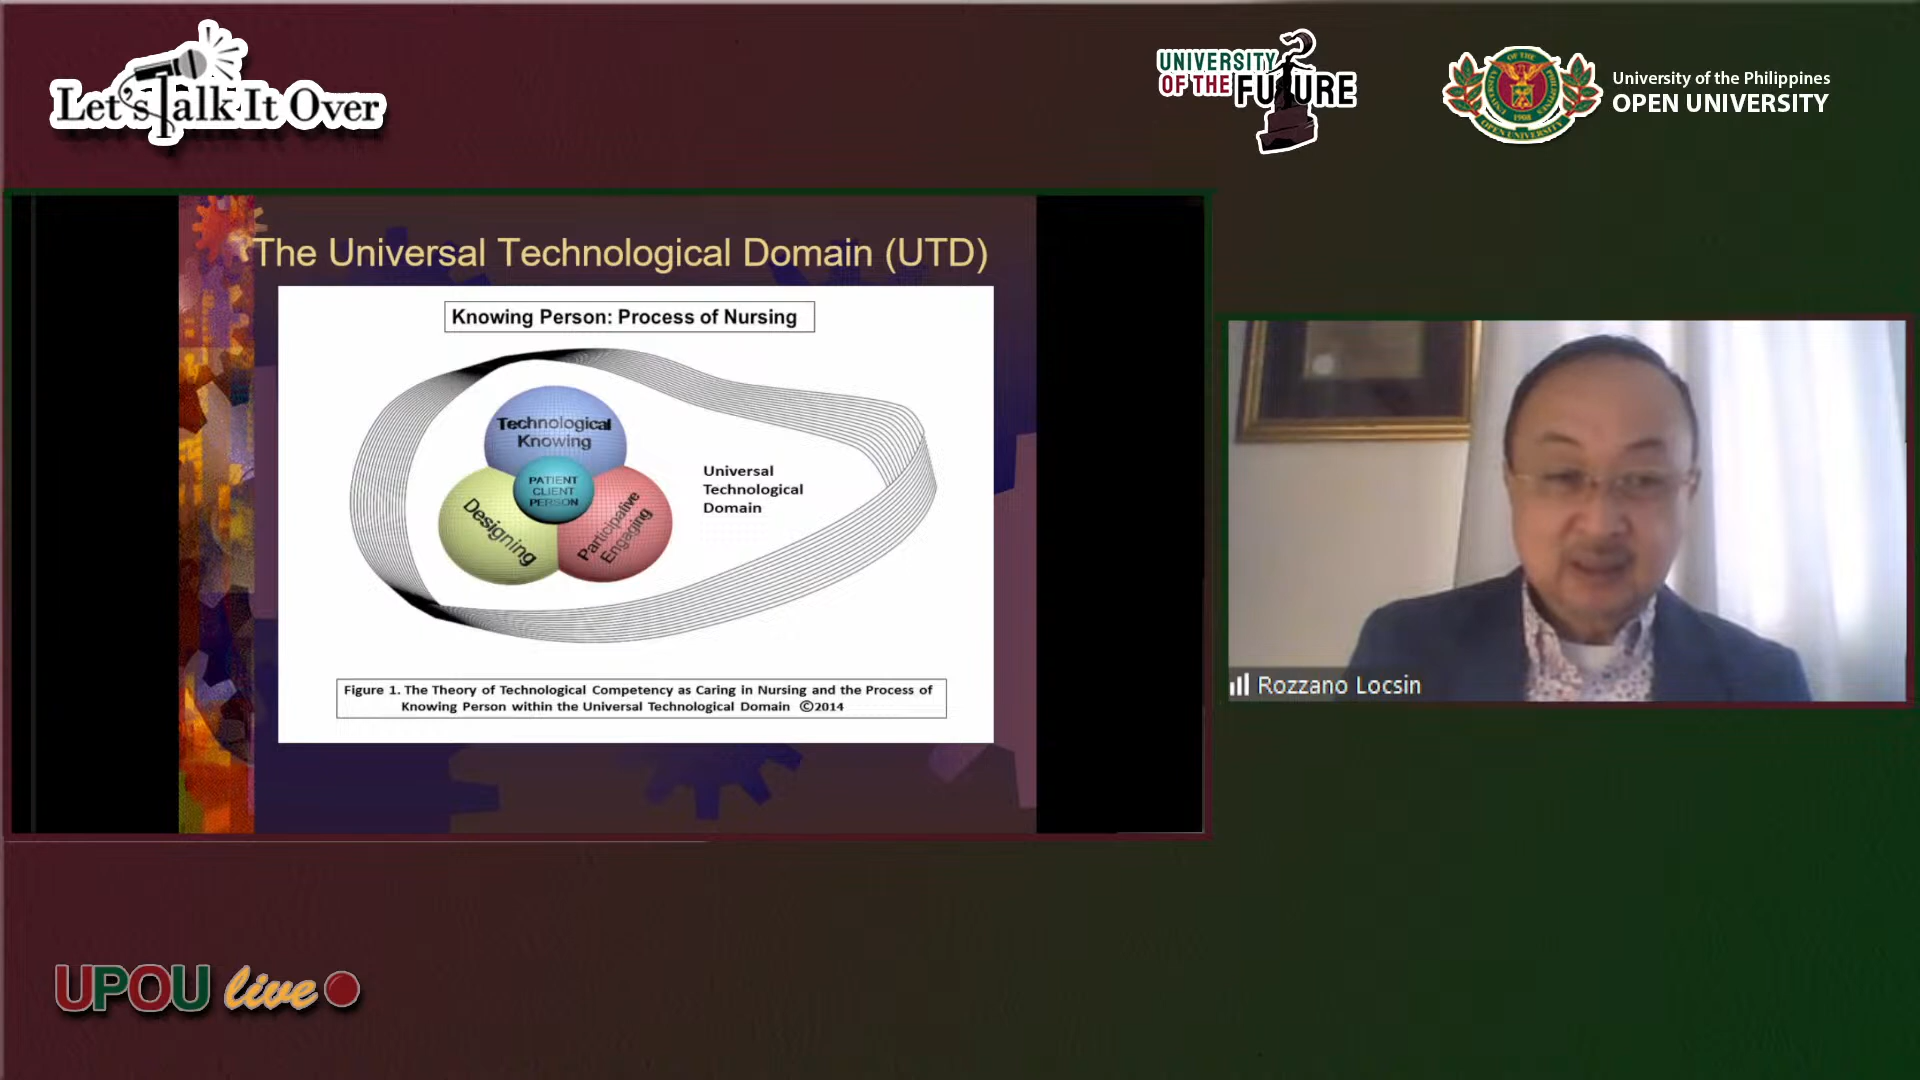 Let's Talk It Over
UNIVERSITY
OF THE FUTURE
University of the Philippines
OPEN UNIVERSITY
The Universal Technological Domain (UTD)
Knowing Person: Process of Nursing
Technological
Knowing
PATIENT
CLIENT
PERSON
Designing
Participative
Engaging
Universal
Technological
Domain
Figure 1. The Theory of Technological Competency as Caring in Nursing and the Process of
Knowing Person within the Universal Technological Domain ©2014
Rozzano Locsin
UPOU live